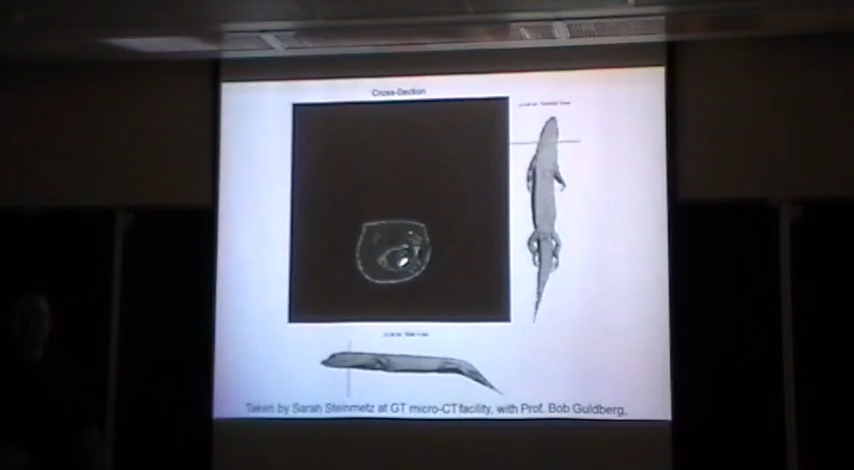 Cross-Section
Taken by Sarah Steinmetz at GT micro-CT facility, with Prof. Bob Guldberg.